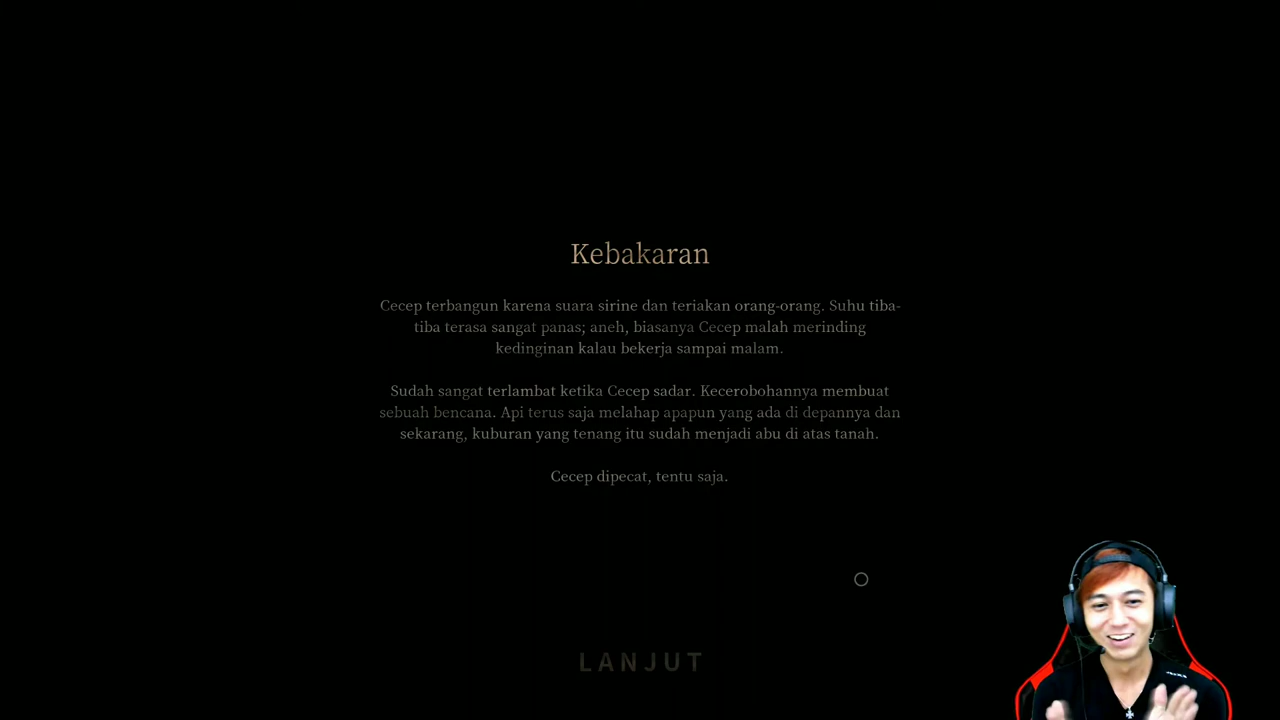 Kebakaran
Cecep terbangun karena suara sirine dan teriakan orang-orang. Suhu tiba-
tiba terasa sangat panas; aneh, biasanya Cecep malah merinding
kedinginan kalau bekerja sampai malam.
Sudah sangat terlambat ketika Cecep sadar. Kecerobohannya membuat
sebuah bencana. Api terus saja melahap apapun yang ada di depannya dan
sekarang, kuburan yang tenang itu sudah menjadi abu di atas tanah.
Cecep dipecat, tentu saja.
LANJUT